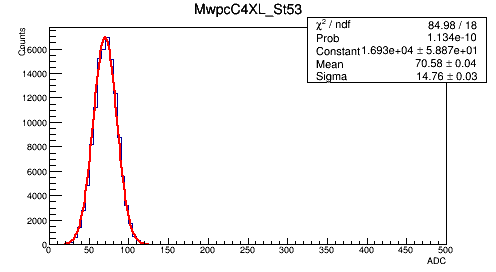 MwpcC4XL_St53
χ² / ndf 84.98 / 18
Prob 1.134e-10
Constant 1.693e+04 ± 5.887e+01
Mean 70.58 ± 0.04
Sigma 14.76 ± 0.03
Counts
16000
14000
12000
10000
8000
6000
4000
2000
0
0 50 100 150 200 250 300 350 400 450 500
ADC